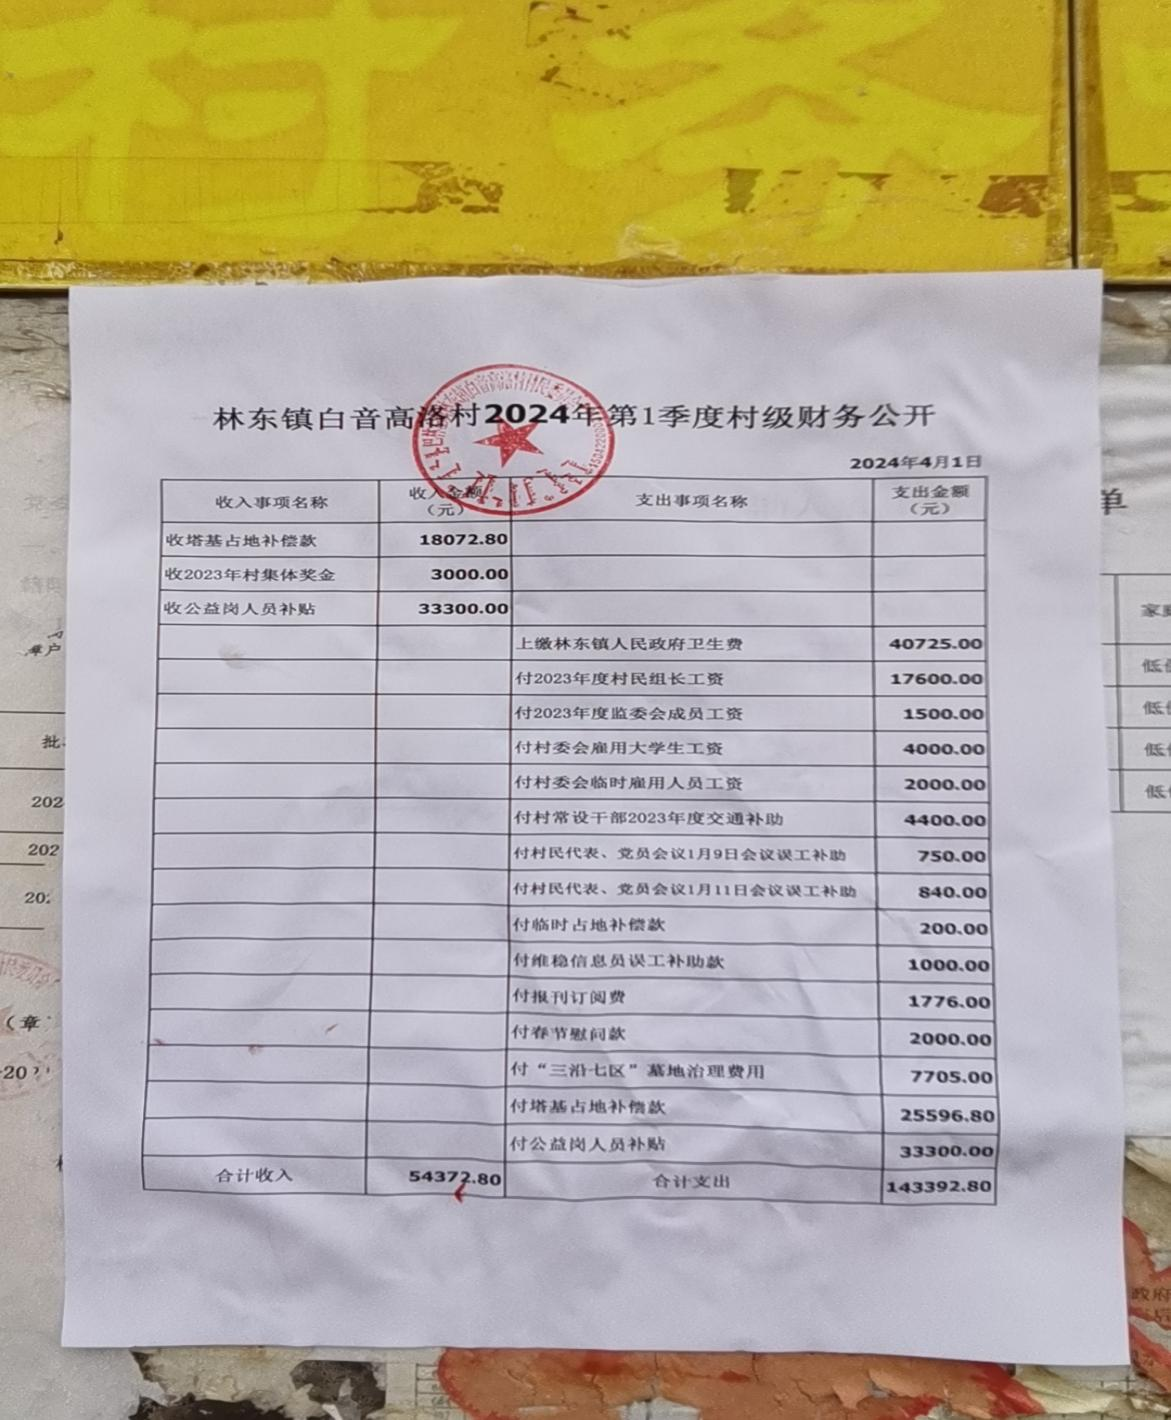 村务
林东镇白音高洛村2024年第1季度村级财务公开
2024年4月1日
收入事项名称 收入金额（元） 支出事项名称 支出金额（元）
收塔基占地补偿款 18072.80
收2023年村集体奖金 3000.00
收公益岗人员补贴 33300.00
上缴林东镇人民政府卫生费 40725.00
付2023年度村民组长工资 17600.00
付2023年度监委会成员工资 1500.00
付村委会雇用大学生工资 4000.00
付村委会临时雇用人员工资 2000.00
付村常设干部2023年度交通补助 4400.00
付村民代表、党员会议1月9日会议误工补助 750.00
付村民代表、党员会议1月11日会议误工补助 840.00
付临时占地补偿款 200.00
付维稳信息员误工补助款 1000.00
付报刊订阅费 1776.00
付春节慰问款 2000.00
付“三沿七区”墓地治理费用 7705.00
付塔基占地补偿款 25596.80
付公益岗人员补贴 33300.00
合计收入 54372.80 合计支出 143392.80
单
批
202
202
（章
政府